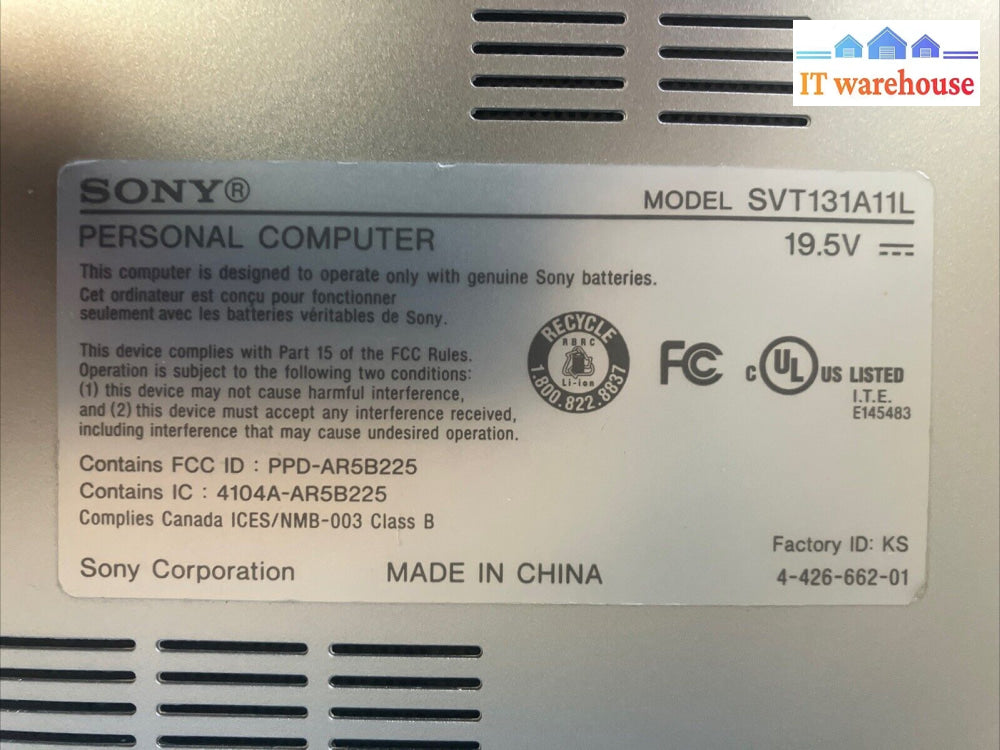 IT warehouse
SONY®
MODEL SVT131A11L
PERSONAL COMPUTER
19.5V ⎓
This computer is designed to operate only with genuine Sony batteries.
Cet ordinateur est conçu pour fonctionner
seulement avec les batteries véritables de Sony.
This device complies with Part 15 of the FCC Rules.
Operation is subject to the following two conditions:
(1) this device may not cause harmful interference,
and (2) this device must accept any interference received,
including interference that may cause undesired operation.
RECYCLE
RBRC
Li-ion
1.800.822.8837
FC
c UL US LISTED
I.T.E.
E145483
Contains FCC ID : PPD-AR5B225
Contains IC : 4104A-AR5B225
Complies Canada ICES/NMB-003 Class B
Factory ID: KS
Sony Corporation
MADE IN CHINA
4-426-662-01